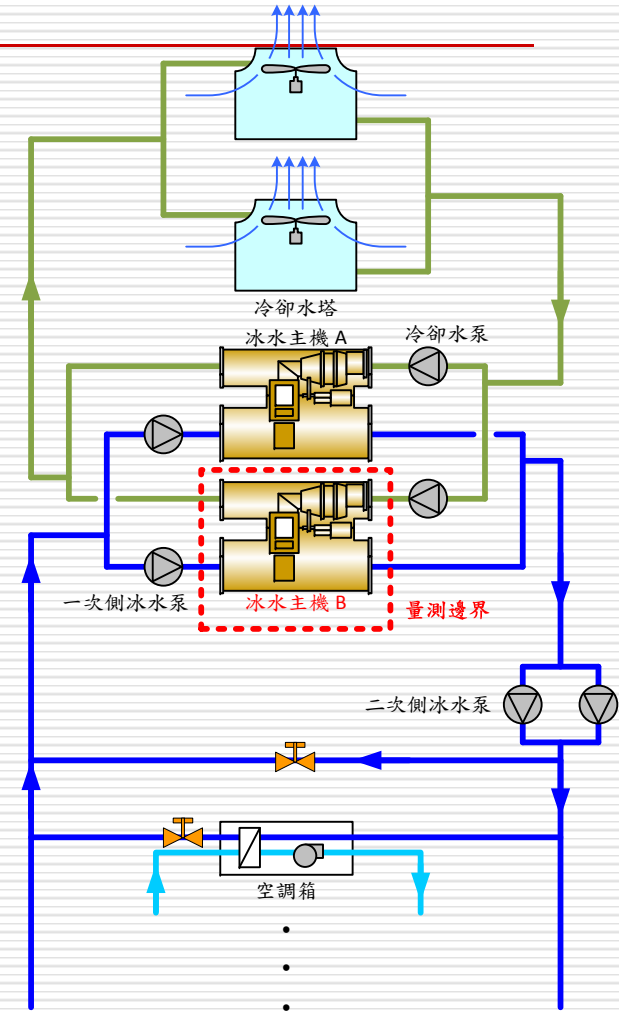 冷卻水塔
冰水主機 A
冷卻水泵
一次側冰水泵
冰水主機 B
量測邊界
二次側冰水泵
空調箱